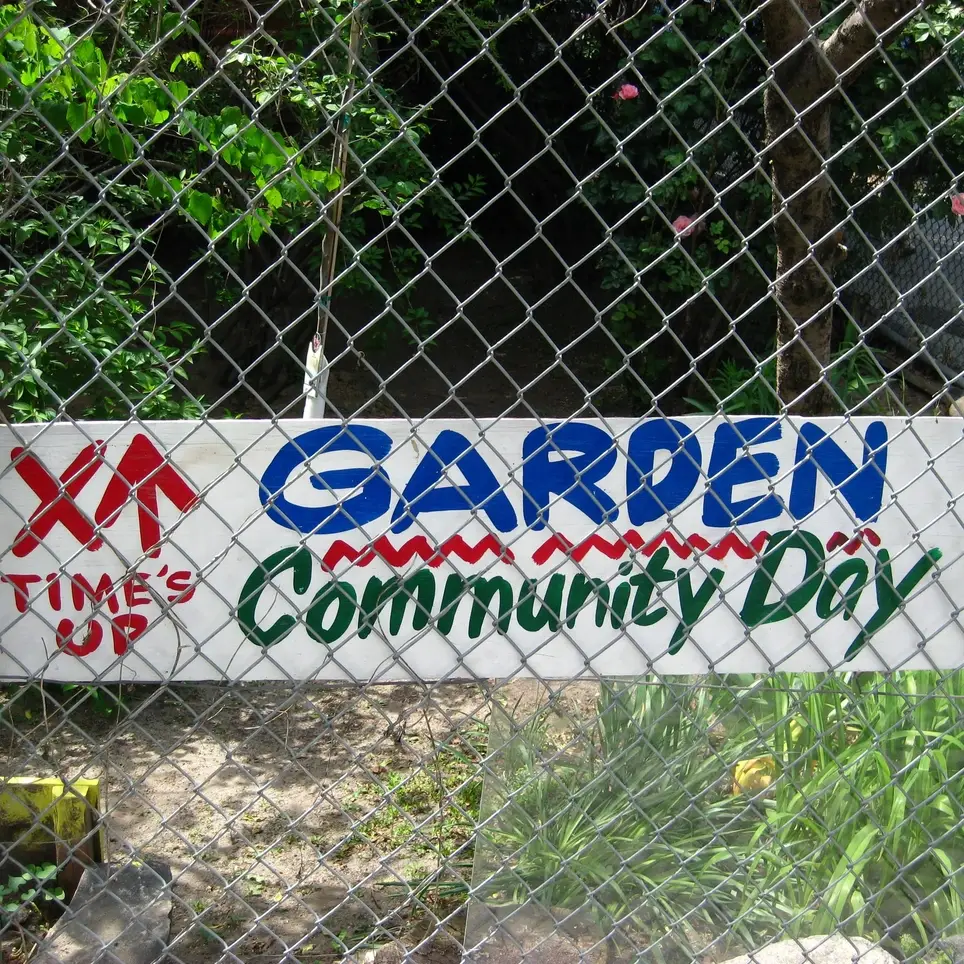 X↑
TIME'S
UP
GARDEN
Community Day